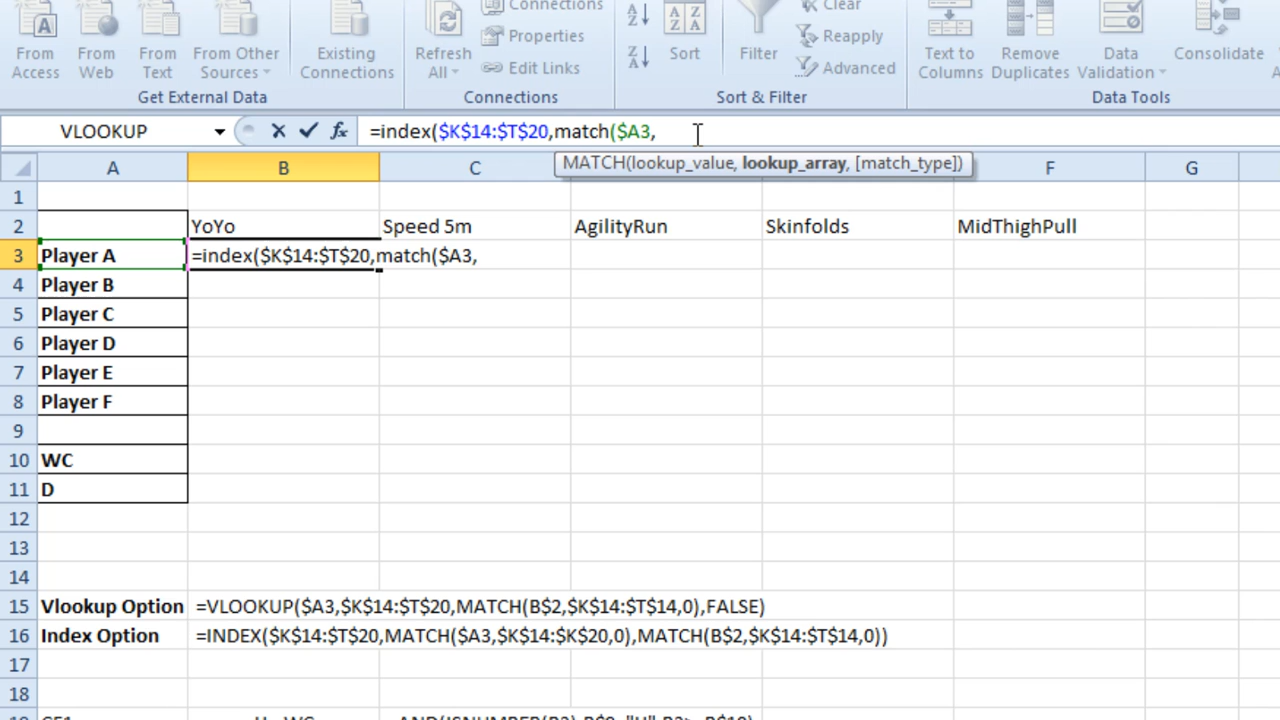 Connections Clear
Properties Reapply
Edit Links Advanced
From Access From Web From Text From Other Sources Existing Connections Refresh All Sort Filter Text to Columns Remove Duplicates Data Validation Consolidate
Get External Data Connections Sort & Filter Data Tools
VLOOKUP fx =index($K$14:$T$20,match($A3,
MATCH(lookup_value, lookup_array, [match_type])
A B C F G
1
2 YoYo Speed 5m AgilityRun Skinfolds MidThighPull
3 Player A =index($K$14:$T$20,match($A3,
4 Player B
5 Player C
6 Player D
7 Player E
8 Player F
9
10 WC
11 D
12
13
14
15 Vlookup Option =VLOOKUP($A3,$K$14:$T$20,MATCH(B$2,$K$14:$T$14,0),FALSE)
16 Index Option =INDEX($K$14:$T$20,MATCH($A3,$K$14:$K$20,0),MATCH(B$2,$K$14:$T$14,0))
17
18